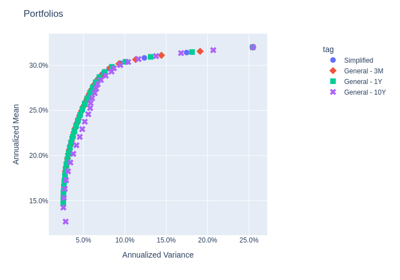 Portfolios
tag
Simplified
General - 3M
General - 1Y
General - 10Y
30.0%
25.0%
20.0%
15.0%
Annualized Mean
5.0%
10.0%
15.0%
20.0%
25.0%
Annualized Variance